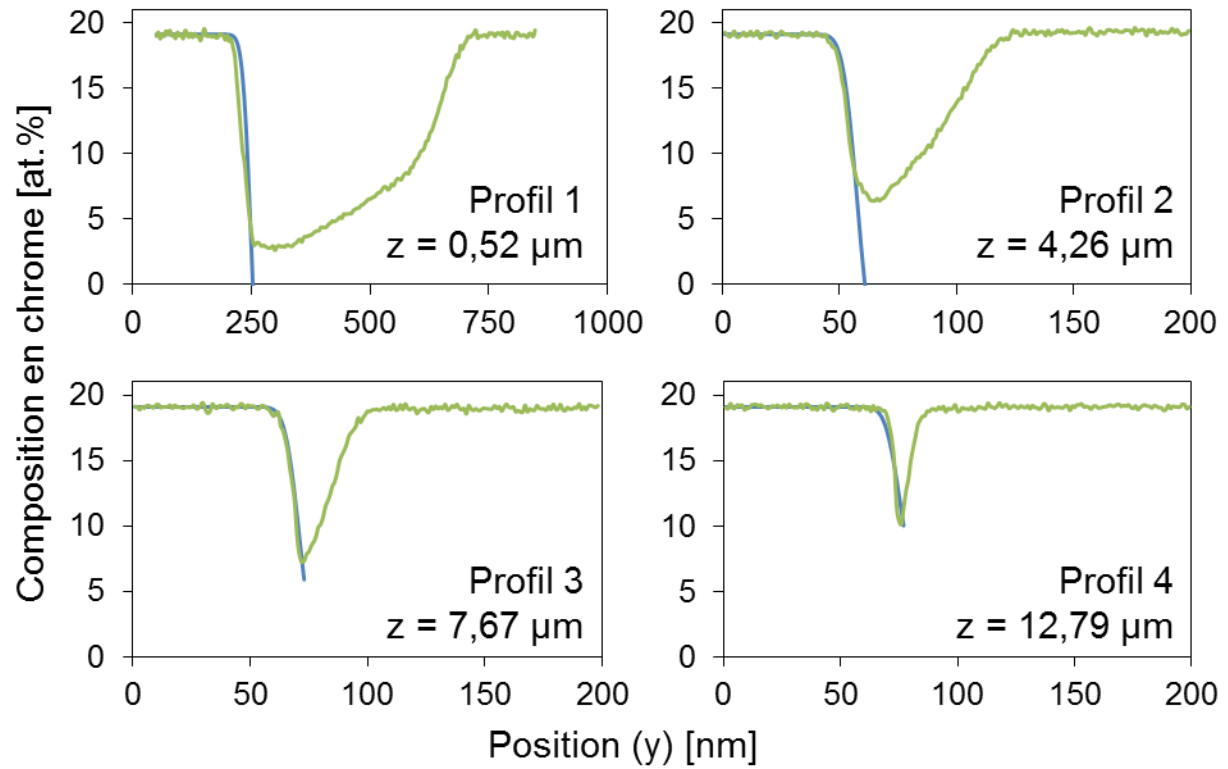 Composition en chrome [at.%]
20
15
10
5
0
Profil 1
z = 0,52 µm
0 250 500 750 1000
20
15
10
5
0
Profil 2
z = 4,26 µm
0 50 100 150 200
20
15
10
5
0
Profil 3
z = 7,67 µm
0 50 100 150 200
20
15
10
5
0
Profil 4
z = 12,79 µm
0 50 100 150 200
Position (y) [nm]